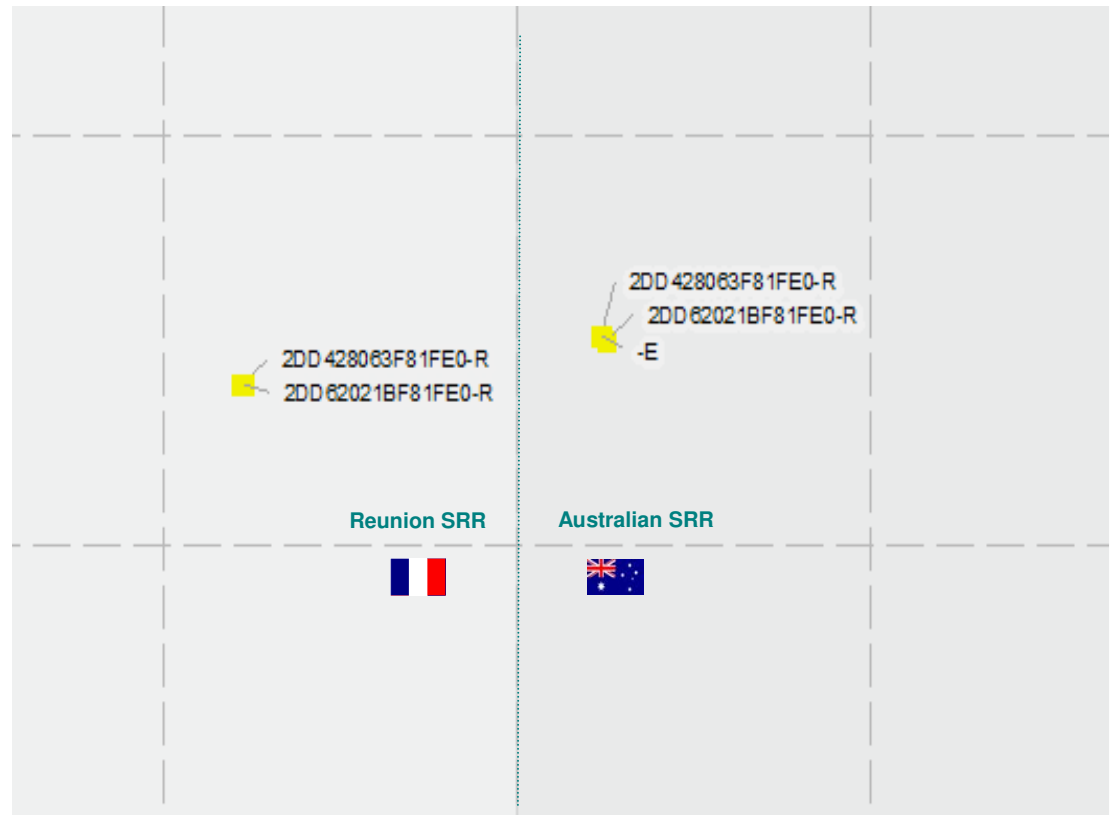 2DD428063F81FE0-R
2DD62021BF81FE0-R
-E
2DD428063F81FE0-R
2DD62021BF81FE0-R
Reunion SRR
Australian SRR